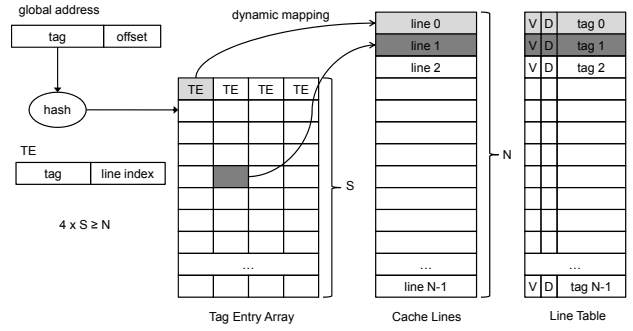 global address
tag offset
hash
TE
tag line index
4 x S ≥ N
dynamic mapping
TE TE TE TE
...
S
Tag Entry Array
line 0
line 1
line 2
...
line N-1
N
Cache Lines
V D tag 0
V D tag 1
V D tag 2
...
V D tag N-1
Line Table